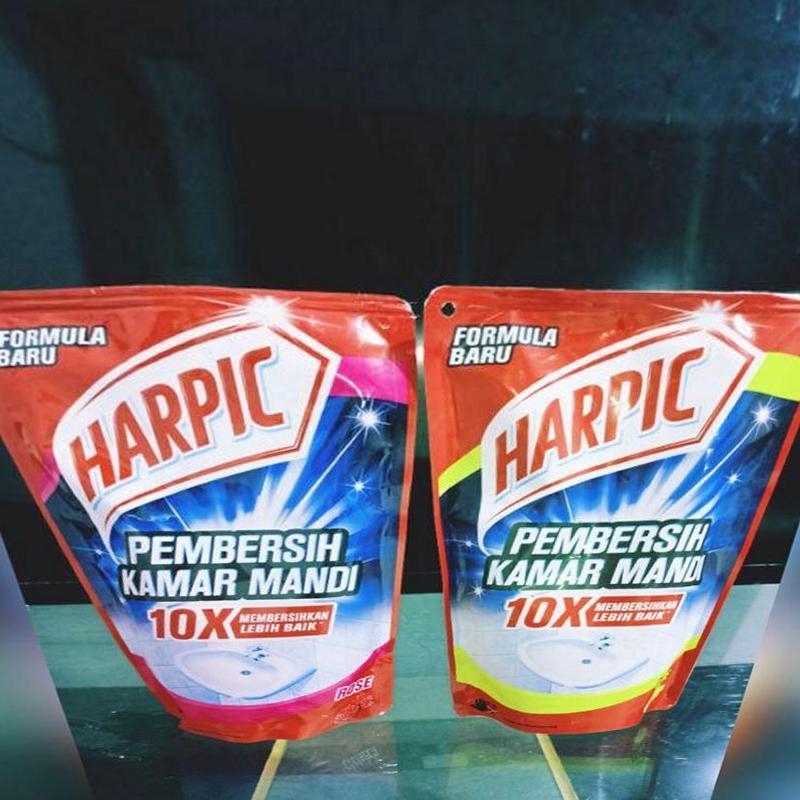 FORMULA
BARU
HARPIC
PEMBERSIH
KAMAR MANDI
10X MEMBERSIHKAN
LEBIH BAIK*
ROSE
FORMULA
BARU
HARPIC
PEMBERSIH
KAMAR MANDI
10X MEMBERSIHKAN
LEBIH BAIK*